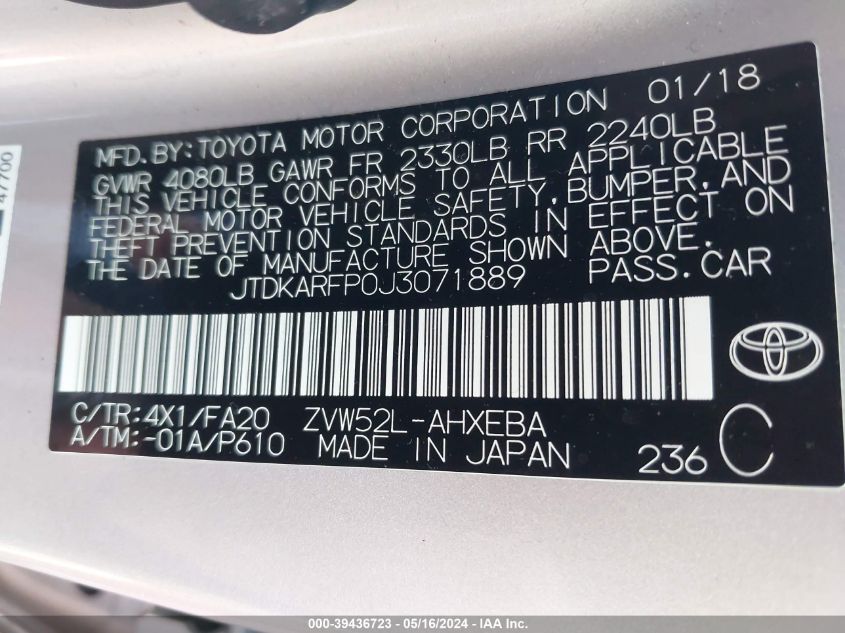 47700
MFD. BY:TOYOTA MOTOR CORPORATION 01/18
GVWR 4080LB GAWR FR 2330LB RR 2240LB
THIS VEHICLE CONFORMS TO ALL APPLICABLE
FEDERAL MOTOR VEHICLE SAFETY, BUMPER, AND
THEFT PREVENTION STANDARDS IN EFFECT ON
THE DATE OF MANUFACTURE SHOWN ABOVE.
JTDKARFP0J3071889 PASS. CAR
C/TR:4X1/FA20 ZVW52L-AHXEBA
A/TM:-01A/P610 MADE IN JAPAN 236 C
000-39436723 - 05/16/2024 - IAA Inc.